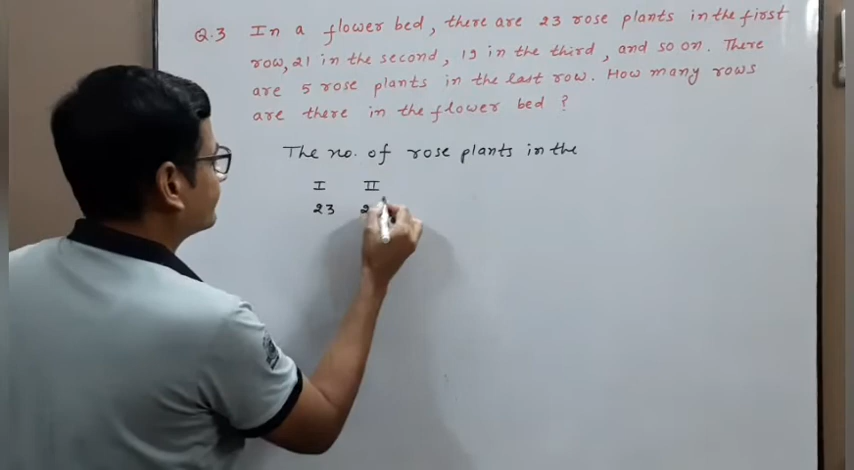 Q.3 In a flower bed, there are 23 rose plants in the first
row, 21 in the second, 19 in the third, and so on. There
are 5 rose plants in the last row. How many rows
are there in the flower bed ?
The no. of rose plants in the
I II
23 2